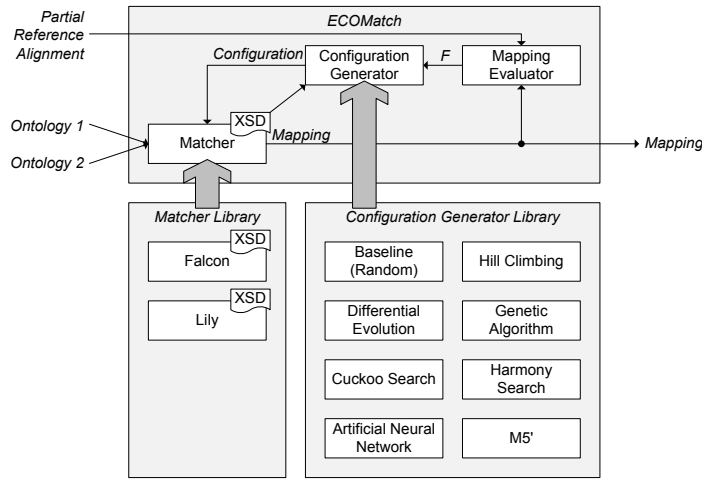 Partial
Reference
Alignment
ECOMatch
Configuration
Configuration
Generator
F
Mapping
Evaluator
Ontology 1
Ontology 2
XSD
Matcher
Mapping
Mapping
Matcher Library
XSD
Falcon
XSD
Lily
Configuration Generator Library
Baseline
(Random)
Hill Climbing
Differential
Evolution
Genetic
Algorithm
Cuckoo Search
Harmony
Search
Artificial Neural
Network
M5'